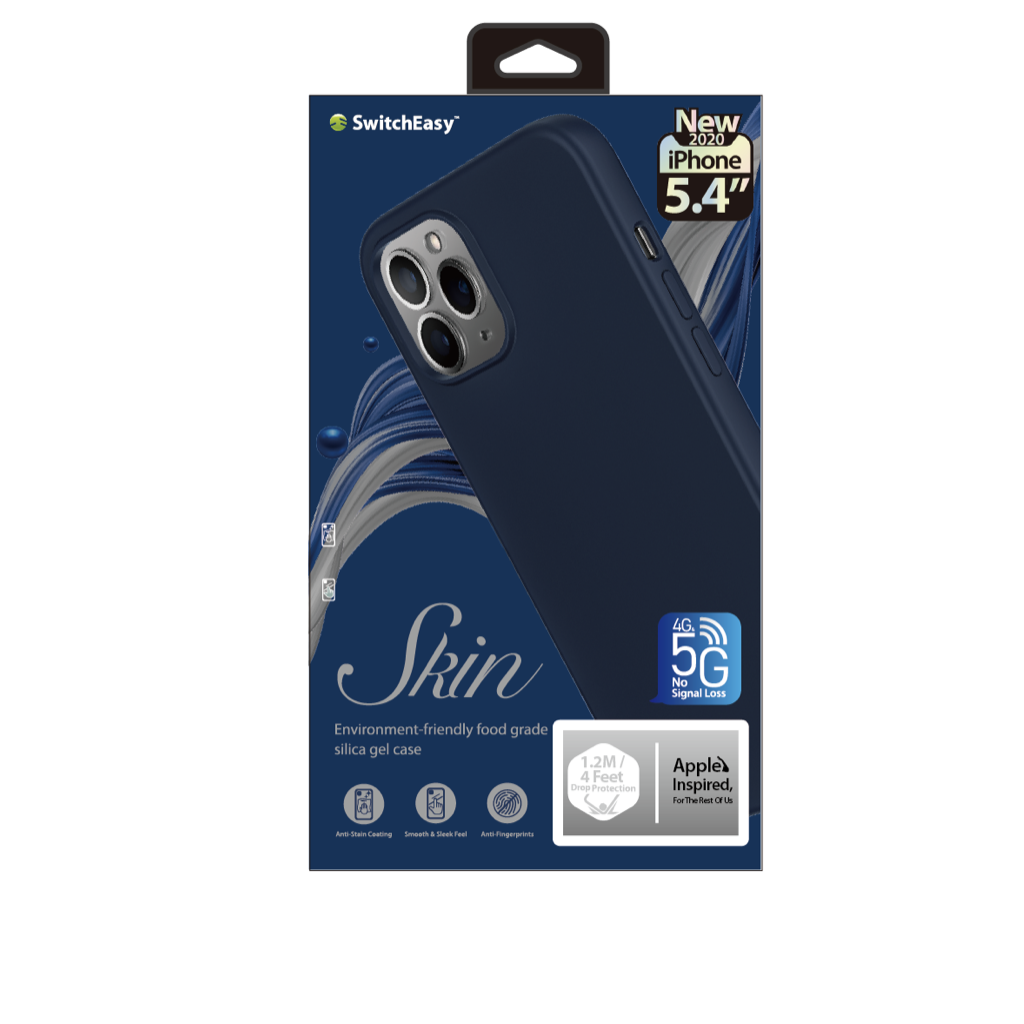 SwitchEasy™
New
2020
iPhone
5.4”
4G&
5G
No
Signal Loss
Skin
Environment-friendly food grade
silica gel case
1.2M /
4 Feet
Drop Protection
Apple
Inspired,
For The Rest Of Us
Anti-Stain Coating
Smooth & Sleek Feel
Anti-Fingerprints